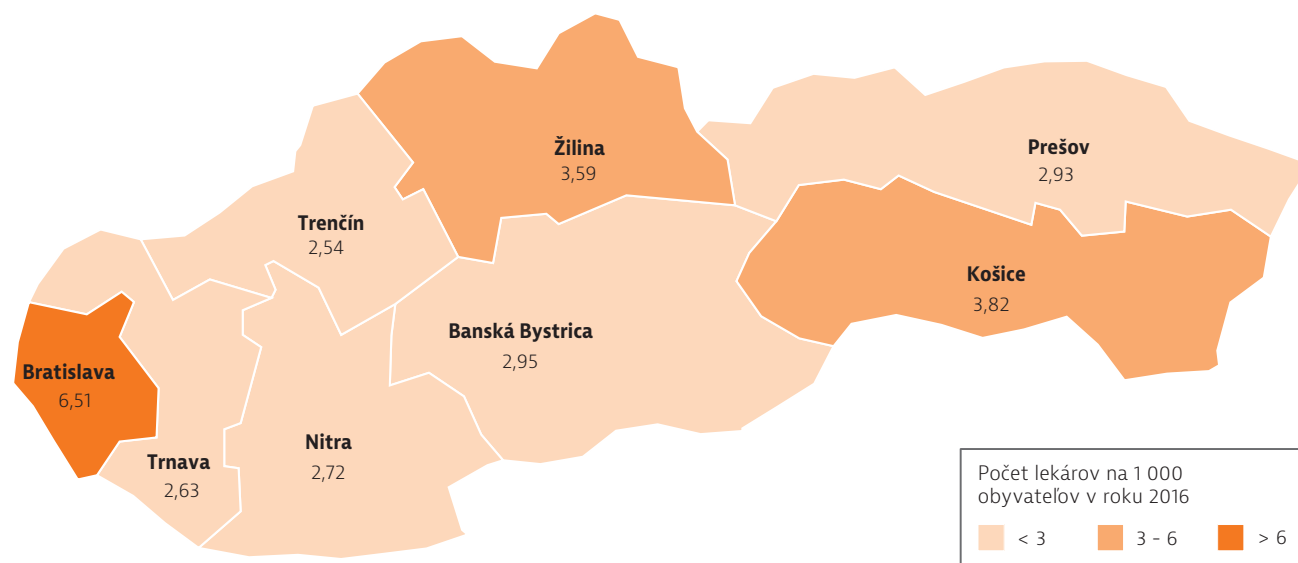 Žilina
3,59
Prešov
2,93
Trenčín
2,54
Košice
3,82
Banská Bystrica
2,95
Bratislava
6,51
Nitra
2,72
Trnava
2,63
Počet lekárov na 1 000
obyvateľov v roku 2016
< 3
3 - 6
> 6